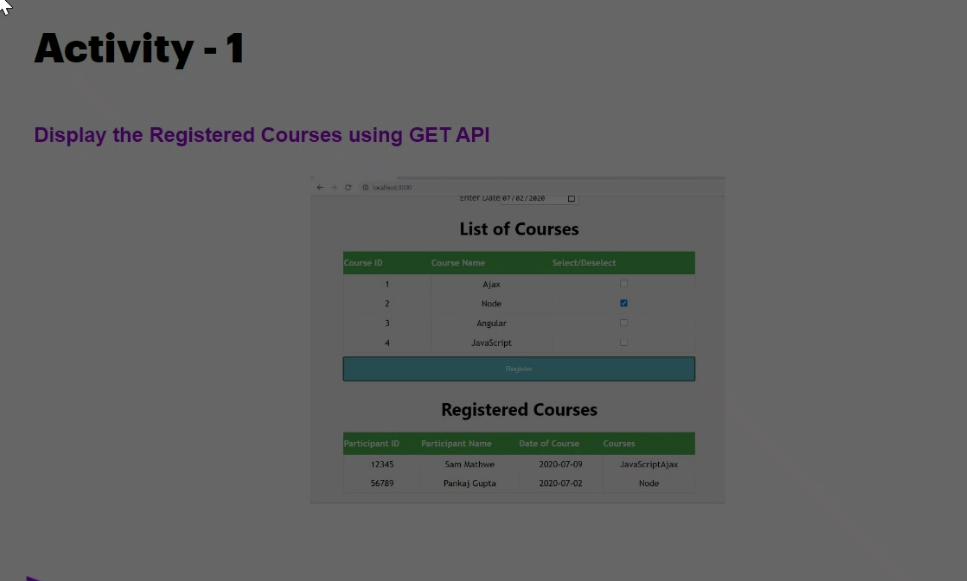 Activity - 1
Display the Registered Courses using GET API
localhost:3000
Enter Date 07/02/2020
List of Courses
Course ID Course Name Select/Deselect
1 Ajax
2 Node
3 Angular
4 JavaScript
Register
Registered Courses
Participant ID Participant Name Date of Course Courses
12345 Sam Mathwe 2020-07-09 JavaScriptAjax
56789 Pankaj Gupta 2020-07-02 Node